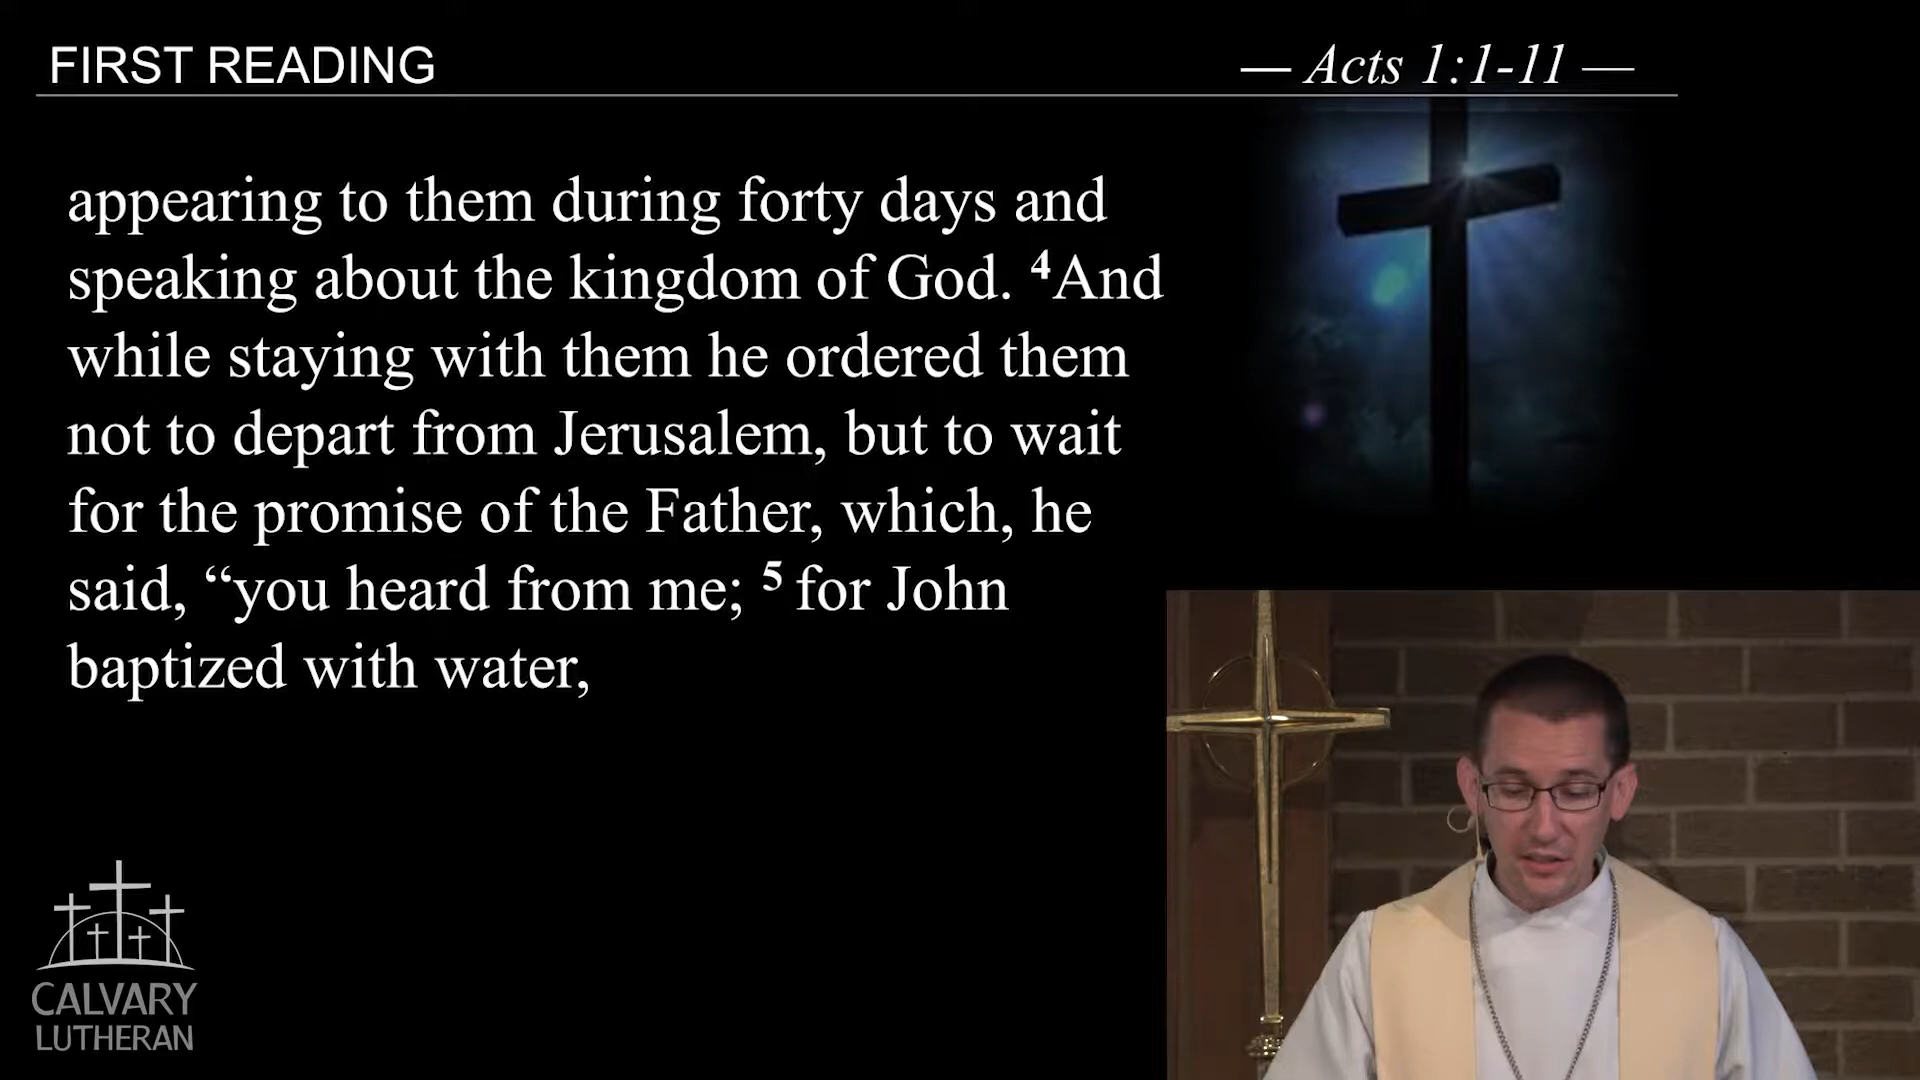 FIRST READING
— Acts 1:1-11 —
appearing to them during forty days and
speaking about the kingdom of God. ⁴And
while staying with them he ordered them
not to depart from Jerusalem, but to wait
for the promise of the Father, which, he
said, “you heard from me; ⁵ for John
baptized with water,
CALVARY
LUTHERAN